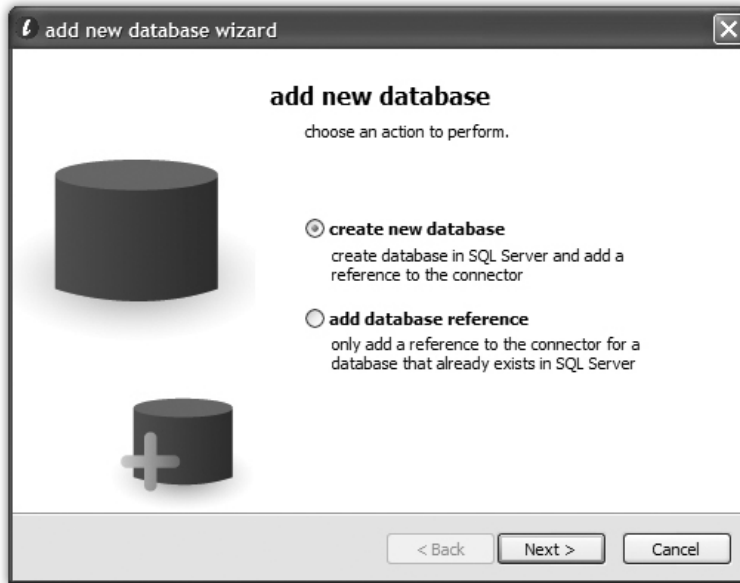 add new database wizard
add new database
choose an action to perform.
create new database
create database in SQL Server and add a
reference to the connector
add database reference
only add a reference to the connector for a
database that already exists in SQL Server
< Back
Next >
Cancel